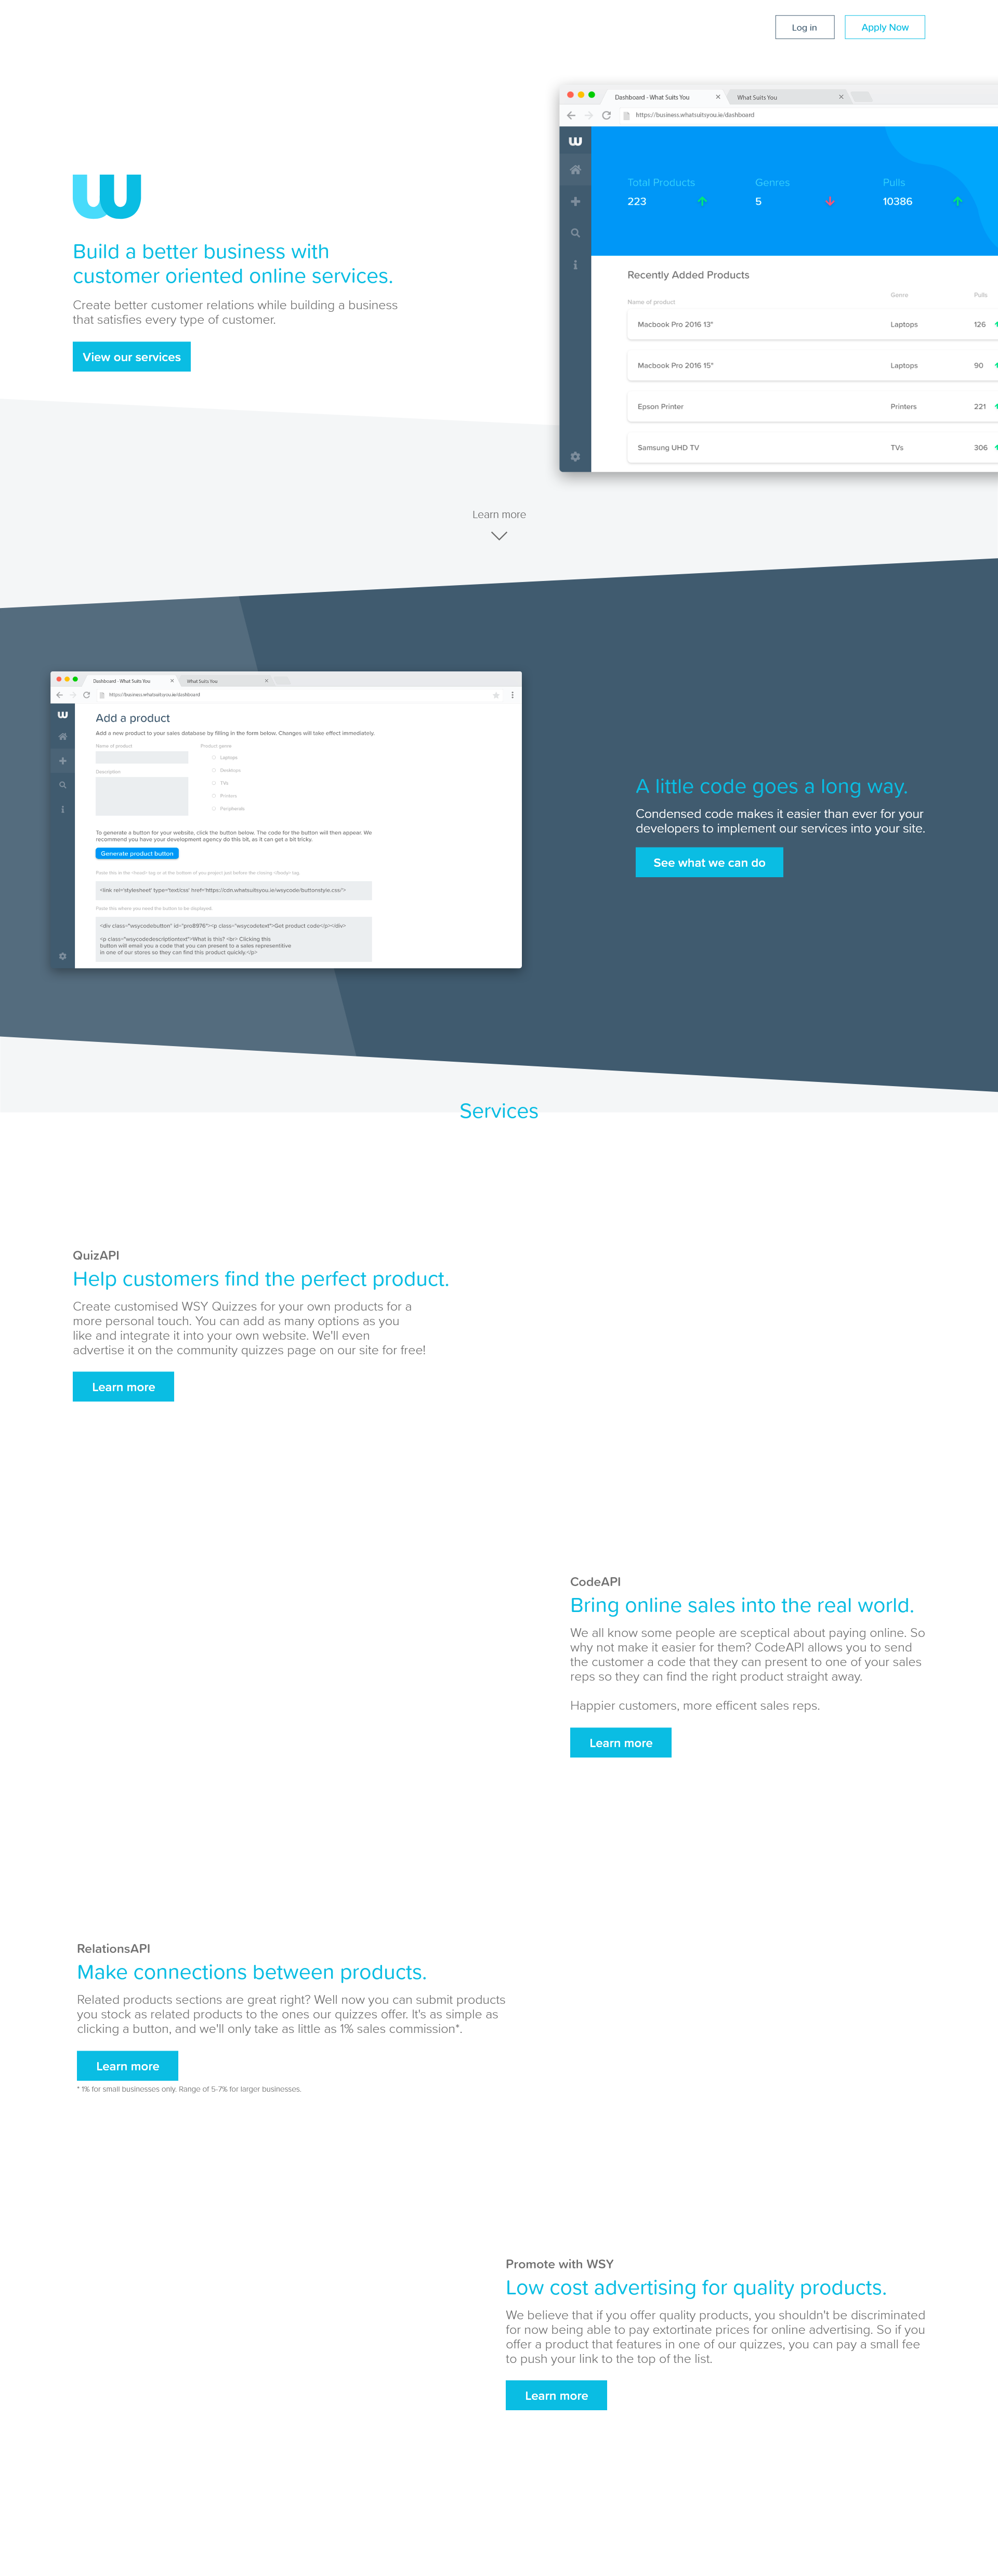 Log in
Apply Now
Dashboard - What Suits You
What Suits You
https://business.whatsuitsyou.ie/dashboard
Total Products
Genres
Pulls
223
5
10386
Recently Added Products
Name of product
Genre
Pulls
Macbook Pro 2016 13"
Laptops
126
Macbook Pro 2016 15"
Laptops
90
Epson Printer
Printers
221
Samsung UHD TV
TVs
306
Build a better business with
customer oriented online services.
Create better customer relations while building a business
that satisfies every type of customer.
View our services
Learn more
Dashboard - What Suits You
What Suits You
https://business.whatsuitsyou.ie/dashboard
Add a product
Add a new product to your sales database by filling in the form below. Changes will take effect immediately.
Name of product
Product genre
Laptops
Desktops
Description
TVs
Printers
Peripherals
To generate a button for your website, click the button below. The code for the button will then appear. We
recommend you have your development agency do this bit, as it can get a bit tricky.
Generate product button
Paste this in the <head> tag or at the bottom of you project just before the closing <body> tag.
<link rel='stylesheet' type='text/css' href='https://cdn.whatsuitsyou.ie/wsycode/buttonstyle.css'>
Paste this where you need the button to be displayed.
<div class="wsycodebutton" id="pro8976"><p class="wsycodetext">Get product code</p></div>
<p class="wsycodedescriptiontext">What is this? <br> Clicking this
button will email you a code that you can present to a sales representitive
in one of our stores so they can find this product quickly.</p>
A little code goes a long way.
Condensed code makes it easier than ever for your
developers to implement our services into your site.
See what we can do
Services
QuizAPI
Help customers find the perfect product.
Create customised WSY Quizzes for your own products for a
more personal touch. You can add as many options as you
like and integrate it into your own website. We'll even
advertise it on the community quizzes page on our site for free!
Learn more
CodeAPI
Bring online sales into the real world.
We all know some people are sceptical about paying online. So
why not make it easier for them? CodeAPI allows you to send
the customer a code that they can present to one of your sales
reps so they can find the right product straight away.
Happier customers, more efficent sales reps.
Learn more
RelationsAPI
Make connections between products.
Related products sections are great right? Well now you can submit products
you stock as related products to the ones our quizzes offer. It's as simple as
clicking a button, and we'll only take as little as 1% sales commission*.
Learn more
* 1% for small businesses only. Range of 5-7% for larger businesses.
Promote with WSY
Low cost advertising for quality products.
We believe that if you offer quality products, you shouldn't be discriminated
for now being able to pay extortinate prices for online advertising. So if you
offer a product that features in one of our quizzes, you can pay a small fee
to push your link to the top of the list.
Learn more